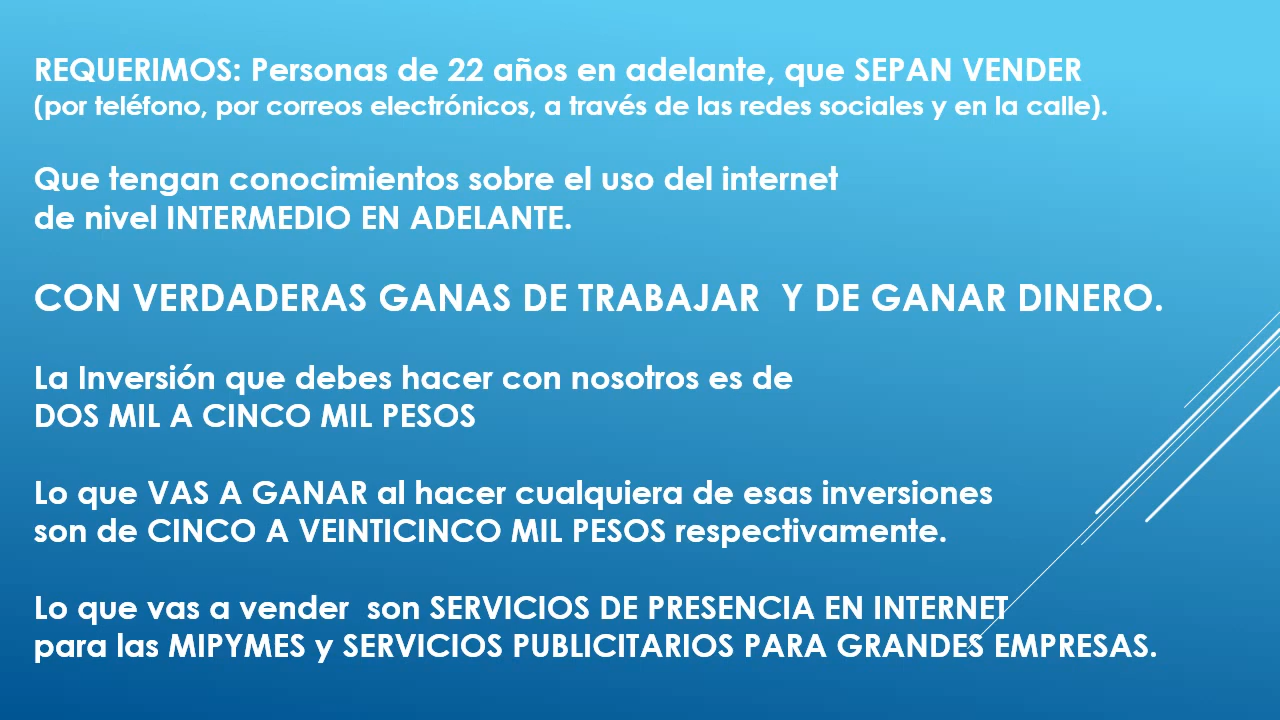 REQUERIMOS: Personas de 22 años en adelante, que SEPAN VENDER
(por teléfono, por correos electrónicos, a través de las redes sociales y en la calle).
Que tengan conocimientos sobre el uso del internet
de nivel INTERMEDIO EN ADELANTE.
CON VERDADERAS GANAS DE TRABAJAR  Y DE GANAR DINERO.
La Inversión que debes hacer con nosotros es de
DOS MIL A CINCO MIL PESOS
Lo que VAS A GANAR al hacer cualquiera de esas inversiones
son de CINCO A VEINTICINCO MIL PESOS respectivamente.
Lo que vas a vender  son SERVICIOS DE PRESENCIA EN INTERNET
para las MIPYMES y SERVICIOS PUBLICITARIOS PARA GRANDES EMPRESAS.